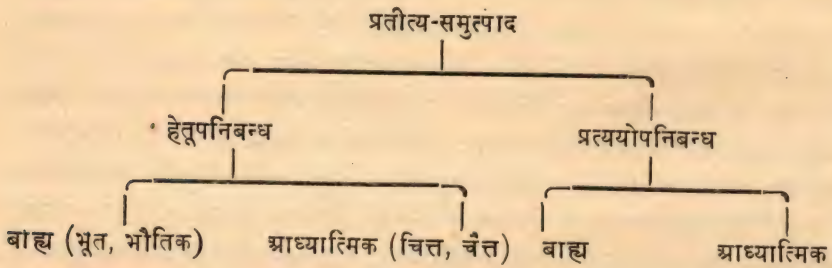 प्रतीत्य-समुत्पाद
हेतूपनिबन्ध प्रत्ययोपनिबन्ध
बाह्य (भूत, भौतिक) आध्यात्मिक (चित्त, चैत्त) बाह्य आध्यात्मिक